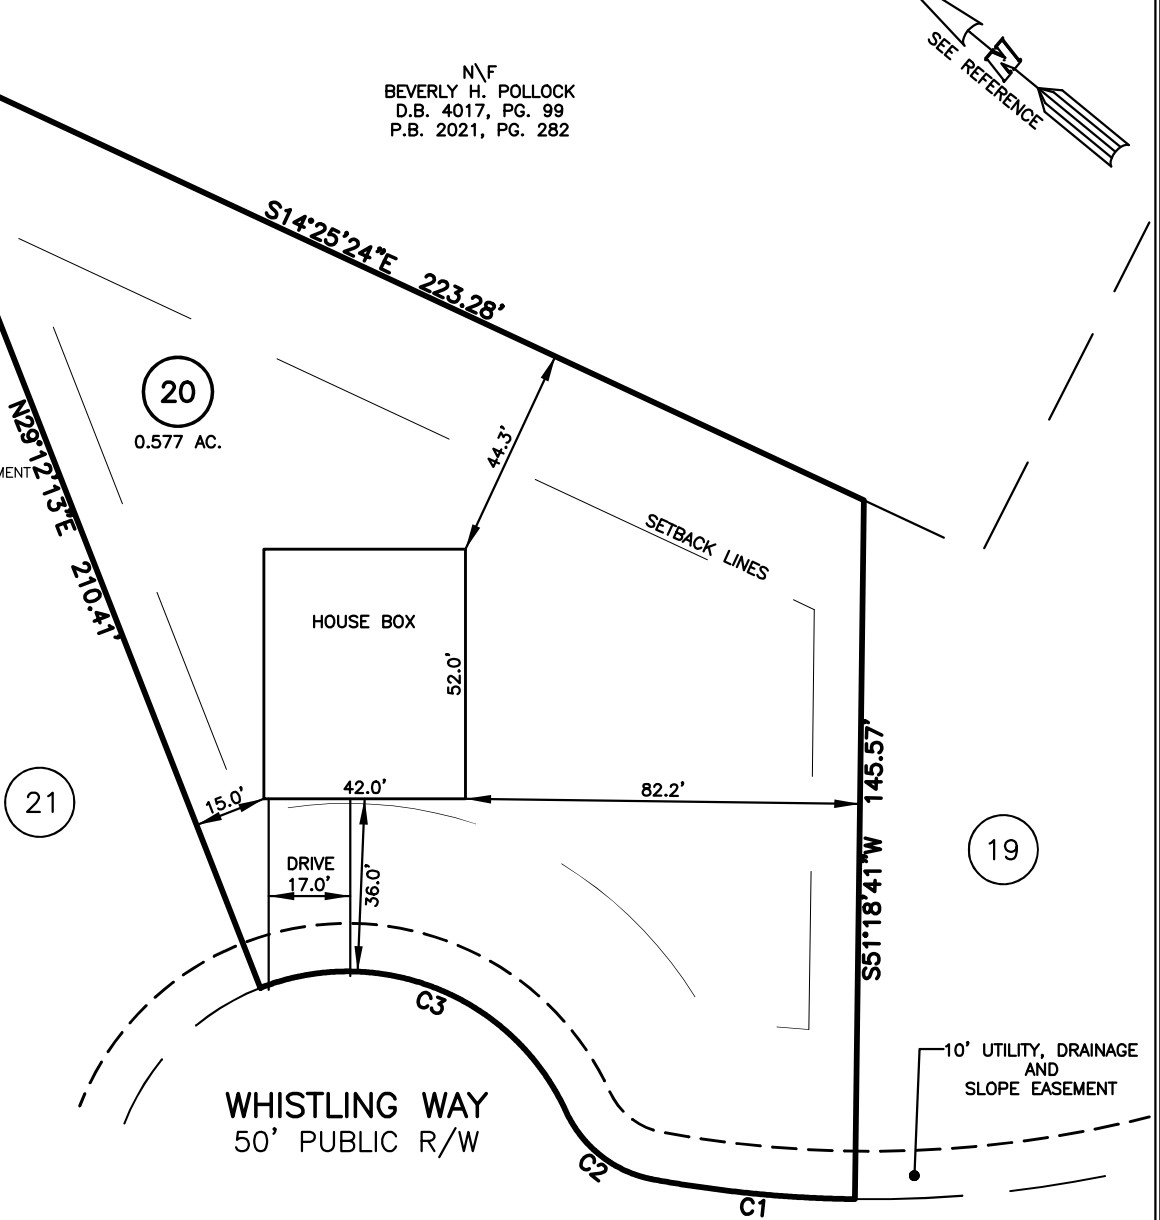 N\F
BEVERLY H. POLLOCK
D.B. 4017, PG. 99
P.B. 2021, PG. 282
N
SEE REFERENCE
S14°25'24"E 223.28'
20
0.577 AC.
N29°12'13"E 210.41'
MENT
44.3'
SETBACK LINES
HOUSE BOX
52.0'
42.0'
15.0'
82.2'
S51°18'41"W 145.57'
21
19
DRIVE
17.0'
36.0'
C3
WHISTLING WAY
50' PUBLIC R/W
C2
C1
10' UTILITY, DRAINAGE
AND
SLOPE EASEMENT